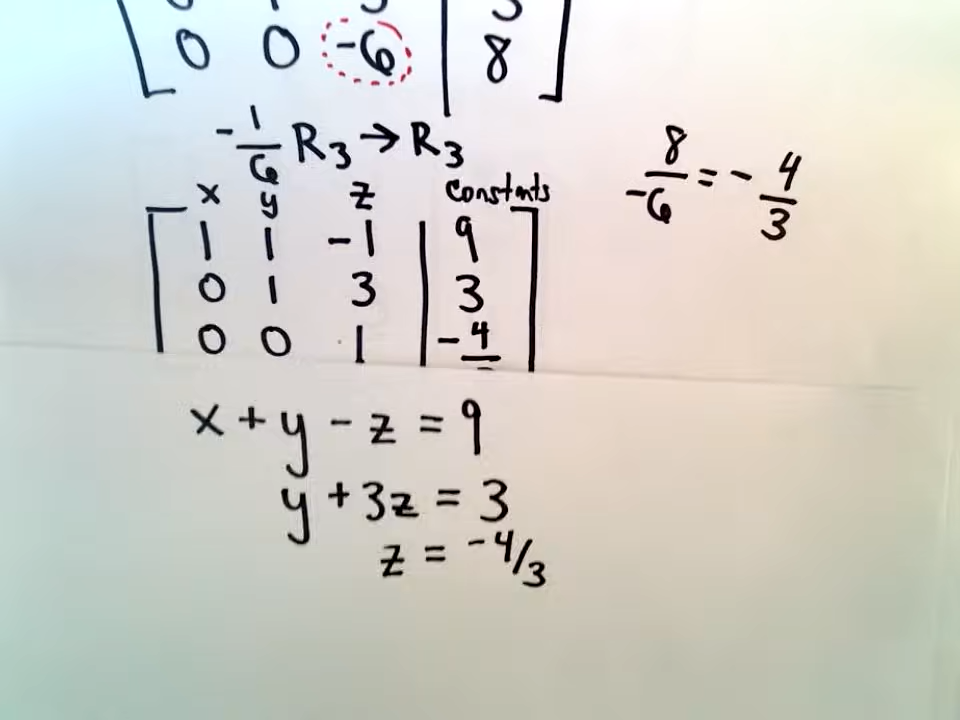 0 0 -6 | 8
-1/6 R3 → R3
8/-6 = -4/3
x y z constants
1 1 -1 | 9
0 1 3 | 3
0 0 1 | -4
x + y - z = 9
y + 3z = 3
z = -4/3